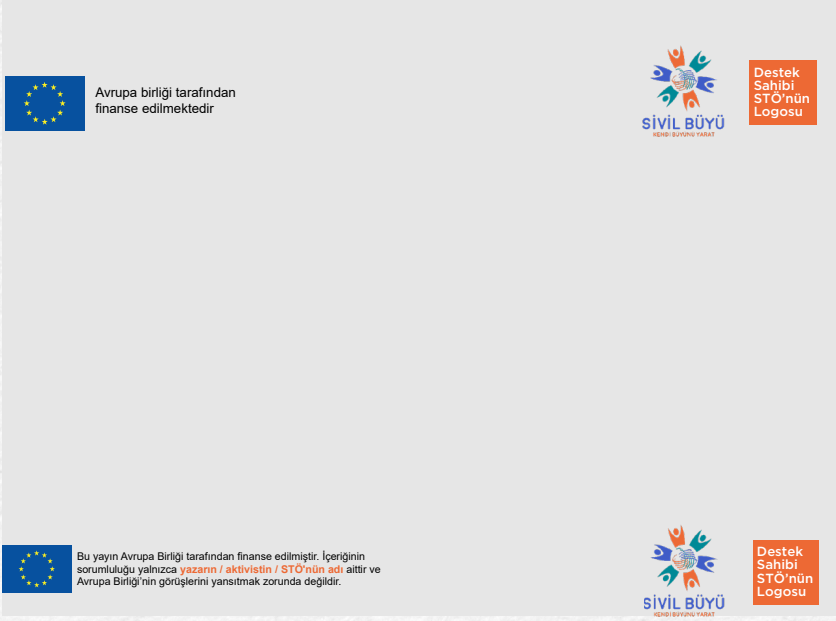 Avrupa birliği tarafından
finanse edilmektedir
SİVİL BÜYÜ
KENDİ BÜYÜNÜ YARAT
Destek
Sahibi
STÖ'nün
Logosu
Bu yayın Avrupa Birliği tarafından finanse edilmiştir. İçeriğinin
sorumluluğu yalnızca yazarın / aktivistin / STÖ'nün adı aittir ve
Avrupa Birliği'nin görüşlerini yansıtmak zorunda değildir.
SİVİL BÜYÜ
KENDİ BÜYÜNÜ YARAT
Destek
Sahibi
STÖ'nün
Logosu